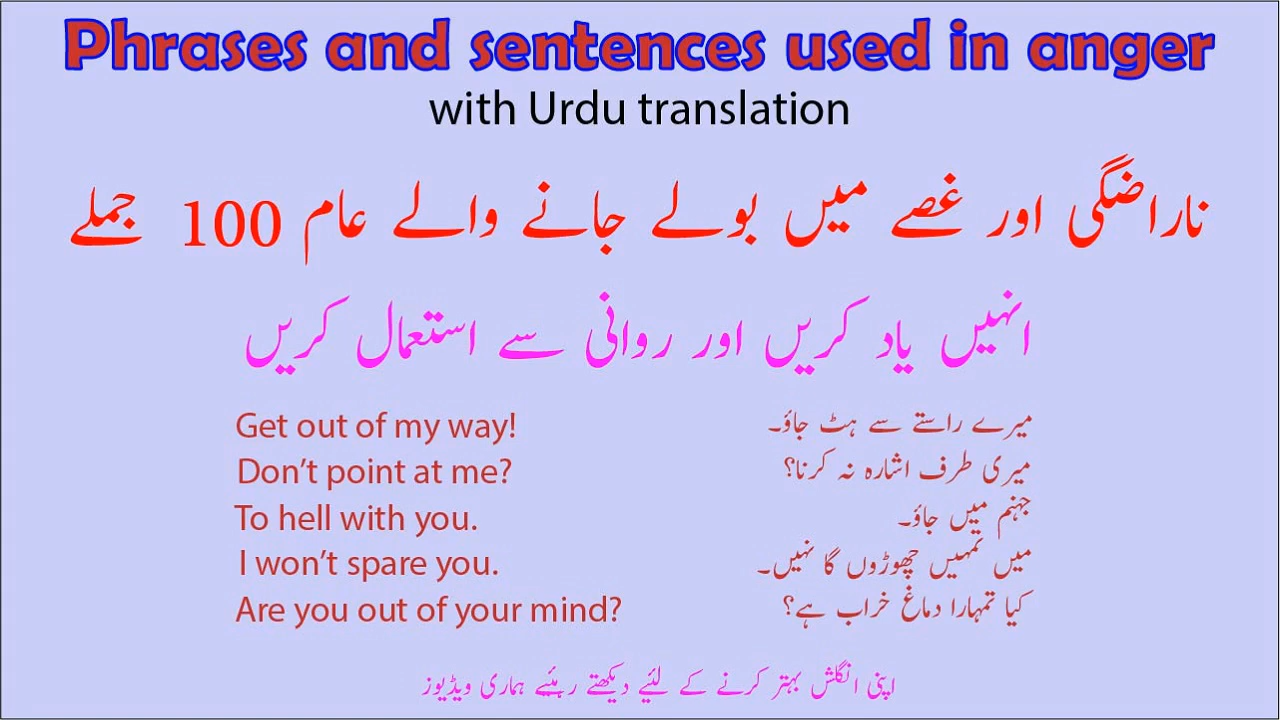 Phrases and sentences used in anger
with Urdu translation
ناراضگی اور غصے میں بولے جانے والے عام 100 جملے
انہیں یاد کریں اور روانی سے استعمال کریں
Get out of my way! میرے راستے سے ہٹ جاؤ۔
Don't point at me? میری طرف اشارہ نہ کرنا؟
To hell with you. جہنم میں جاؤ۔
I won't spare you. میں تمہیں چھوڑوں گا نہیں۔
Are you out of your mind? کیا تمہارا دماغ خراب ہے؟
اپنی انگلش بہتر کرنے کے لئیے دیکھتے رہئیے ہماری ویڈیوز